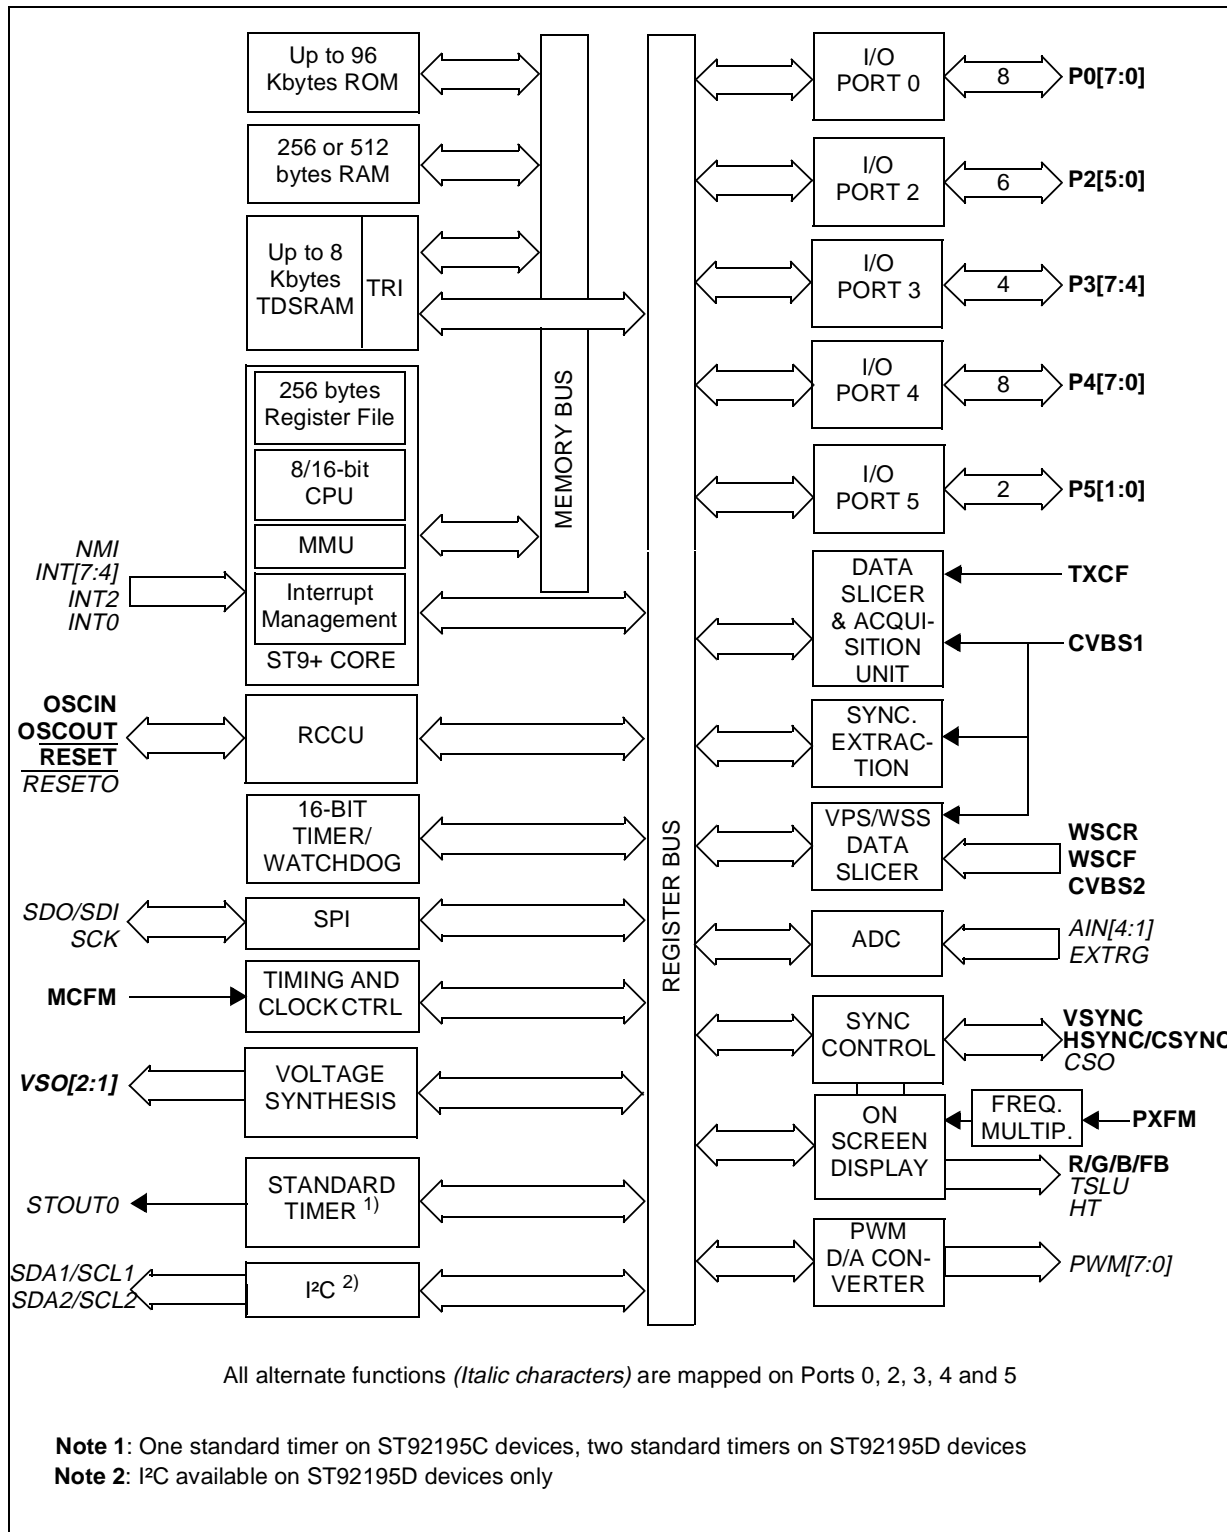 Up to 96
Kbytes ROM
256 or 512
bytes RAM
Up to 8
Kbytes
TDSRAM
TRI
256 bytes
Register File
8/16-bit
CPU
MMU
Interrupt
Management
ST9+ CORE
NMI
INT[7:4]
INT2
INT0
OSCIN
OSCOUT
RESET
RESETO
RCCU
16-BIT
TIMER/
WATCHDOG
SDO/SDI
SCK
SPI
MCFM
TIMING AND
CLOCK CTRL
VSO[2:1]
VOLTAGE
SYNTHESIS
STOUT0
STANDARD
TIMER 1)
SDA1/SCL1
SDA2/SCL2
I²C 2)
MEMORY BUS
REGISTER BUS
I/O
PORT 0
8
P0[7:0]
I/O
PORT 2
6
P2[5:0]
I/O
PORT 3
4
P3[7:4]
I/O
PORT 4
8
P4[7:0]
I/O
PORT 5
2
P5[1:0]
DATA
SLICER
& ACQUI-
SITION
UNIT
TXCF
CVBS1
SYNC.
EXTRAC-
TION
VPS/WSS
DATA
SLICER
WSCR
WSCF
CVBS2
ADC
AIN[4:1]
EXTRG
SYNC
CONTROL
VSYNC
HSYNC/CSYNC
CSO
ON
SCREEN
DISPLAY
FREQ.
MULTIP.
PXFM
R/G/B/FB
TSLU
HT
PWM
D/A CON-
VERTER
PWM[7:0]
All alternate functions (Italic characters) are mapped on Ports 0, 2, 3, 4 and 5
Note 1: One standard timer on ST92195C devices, two standard timers on ST92195D devices
Note 2: I²C available on ST92195D devices only